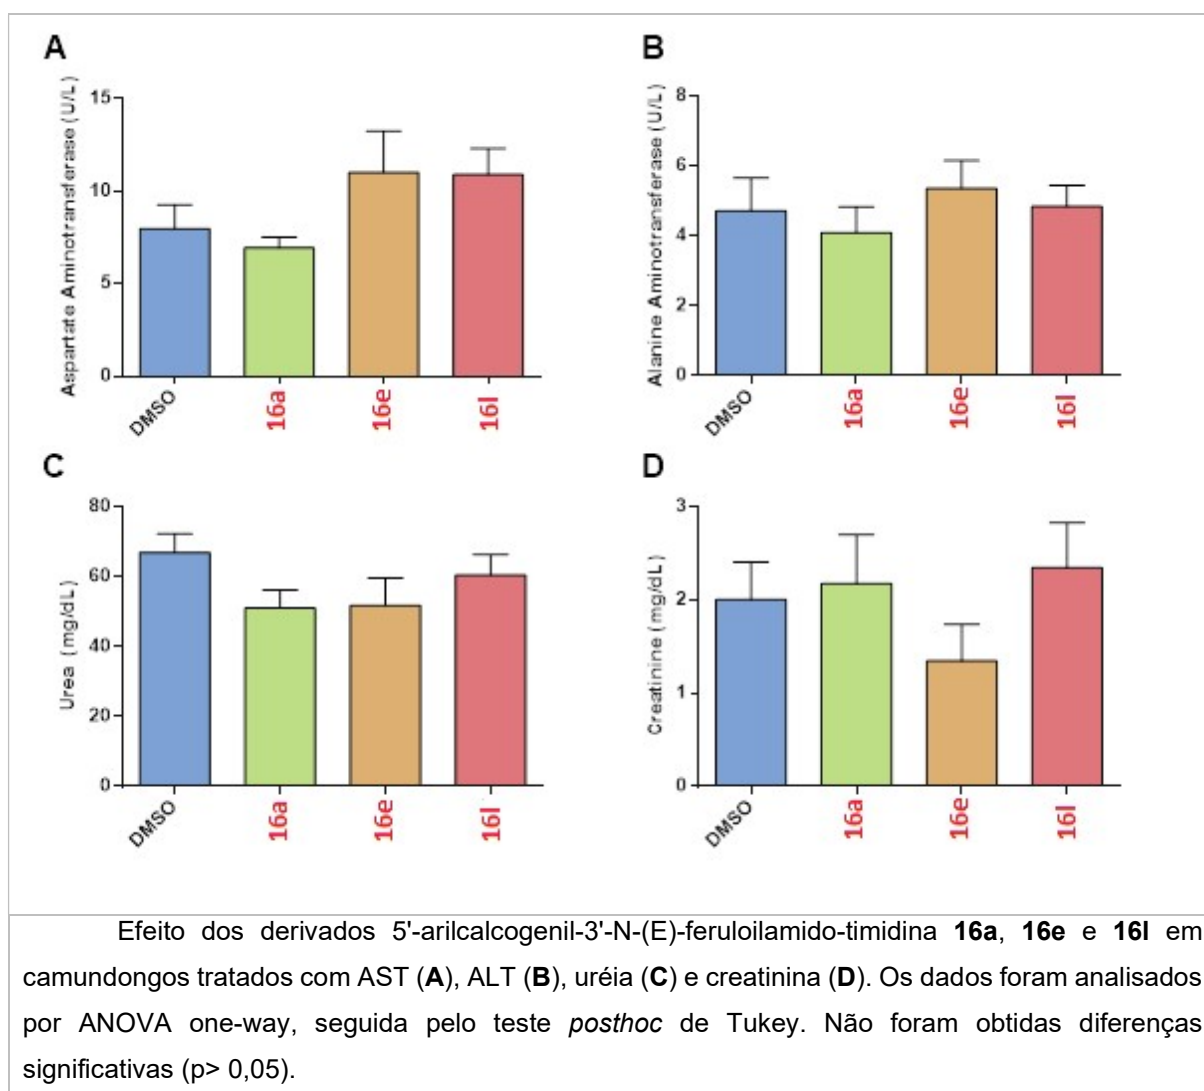 A
Aspartate Aminotransferase (U/L)
15
10
5
0
DMSO
16a
16e
16l
B
Alanine Aminotransferase (U/L)
8
6
4
2
0
DMSO
16a
16e
16l
C
Urea (mg/dL)
80
60
40
20
0
DMSO
16a
16e
16l
D
Creatinine (mg/dL)
3
2
1
0
DMSO
16a
16e
16l
Efeito dos derivados 5'-arilcalcogenil-3'-N-(E)-feruloilamido-timidina 16a, 16e e 16l em
camundongos tratados com AST (A), ALT (B), uréia (C) e creatinina (D). Os dados foram analisados
por ANOVA one-way, seguida pelo teste posthoc de Tukey. Não foram obtidas diferenças
significativas (p> 0,05).